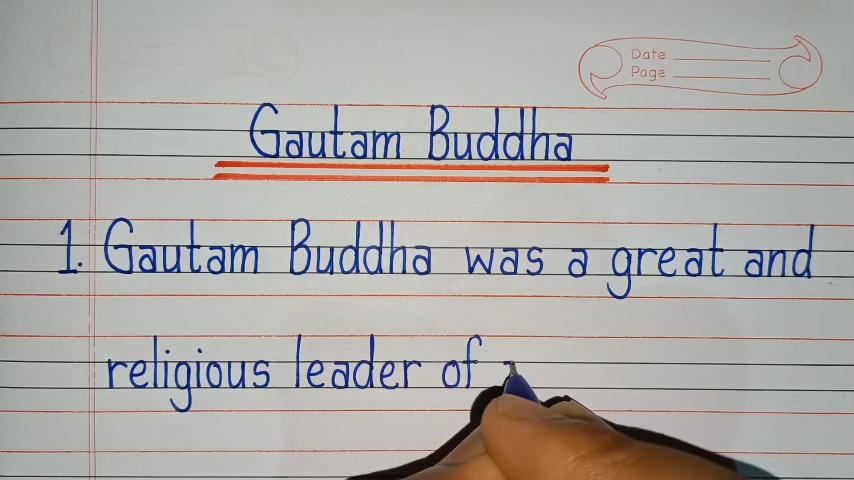 Date
Page
Gautam Buddha
1. Gautam Buddha was a great and
religious leader of